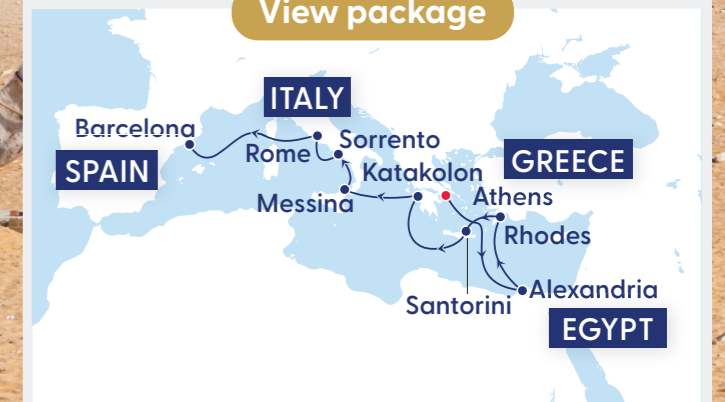 View package
ITALY
Barcelona
Sorrento
Rome
SPAIN
GREECE
Katakolon
Athens
Messina
Rhodes
Alexandria
Santorini
EGYPT